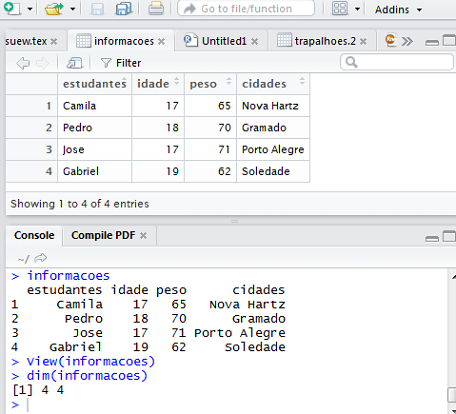 Go to file/function Addins
suew.tex informacoes Untitled1 trapalhoes.2
Filter
estudantes idade peso cidades
1 Camila 17 65 Nova Hartz
2 Pedro 18 70 Gramado
3 Jose 17 71 Porto Alegre
4 Gabriel 19 62 Soledade
Showing 1 to 4 of 4 entries
Console Compile PDF
~/
> informacoes
estudantes idade peso cidades
1 Camila 17 65 Nova Hartz
2 Pedro 18 70 Gramado
3 Jose 17 71 Porto Alegre
4 Gabriel 19 62 Soledade
> View(informacoes)
> dim(informacoes)
[1] 4 4
>